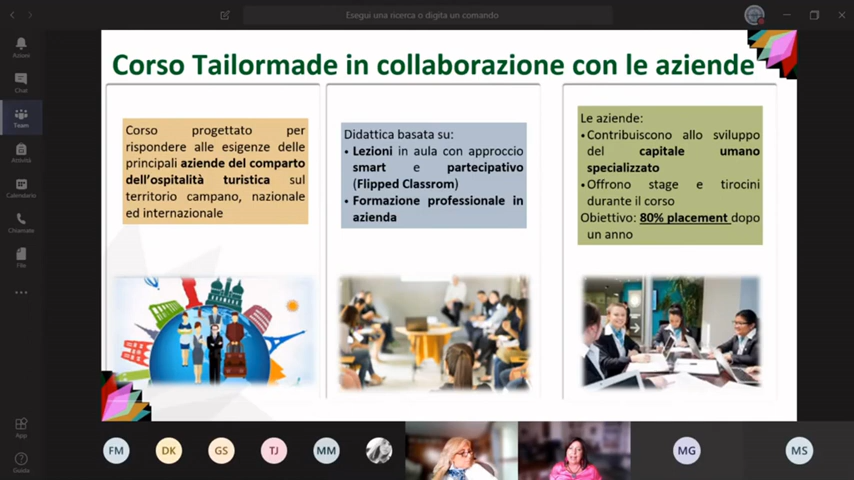 Esegui una ricerca o digita un comando
Azioni
Chat
Team
Attività
Calendario
Chiamate
File
App
Guida
Corso Tailormade in collaborazione con le aziende
Corso progettato per
rispondere alle esigenze delle
principali aziende del comparto
dell'ospitalità turistica sul
territorio campano, nazionale
ed internazionale
Didattica basata su:
• Lezioni in aula con approccio
smart e partecipativo
(Flipped Classrom)
• Formazione professionale in
azienda
Le aziende:
• Contribuiscono allo sviluppo
del capitale umano
specializzato
• Offrono stage e tirocini
durante il corso
Obiettivo: 80% placement dopo
un anno
FM
DK
GS
TJ
MM
MG
MS